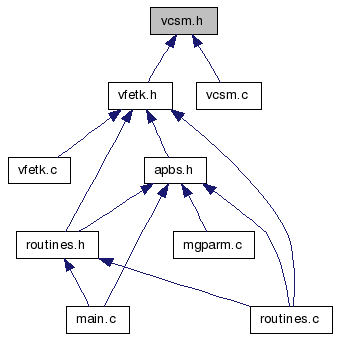 vcsm.h
vfetk.h
vcsm.c
vfetk.c
apbs.h
routines.h
mgparm.c
main.c
routines.c